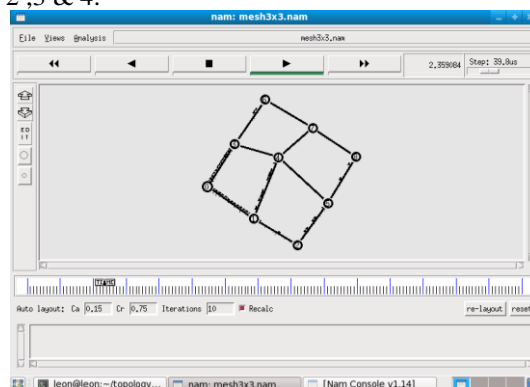 2 ,3 & 4.
nam: mesh3x3.nam
File Views Analysis mesh3x3.nam
2.359084 Step: 39.8us
TIME
Auto layout: Ca 0.15 Cr 0.75 Iterations 10 Recalc re-layout reset
leon@leon:~/topology... nam: mesh3x3.nam [Nam Console v1.14]